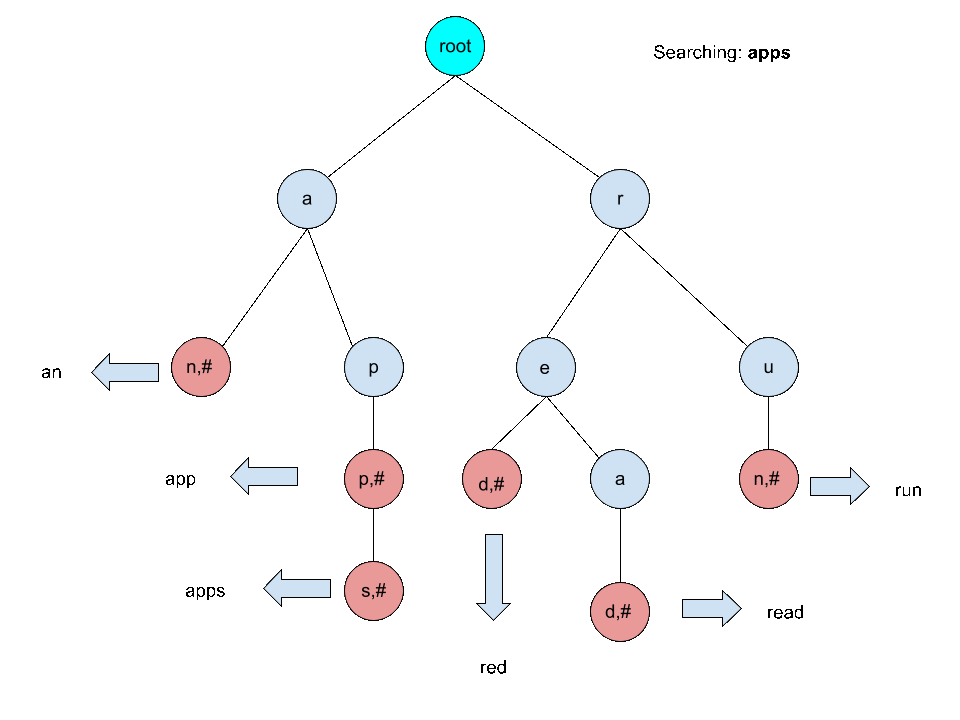 root
Searching: apps
a
r
an
n,#
p
e
u
app
p,#
d,#
a
n,#
run
apps
s,#
d,#
read
red